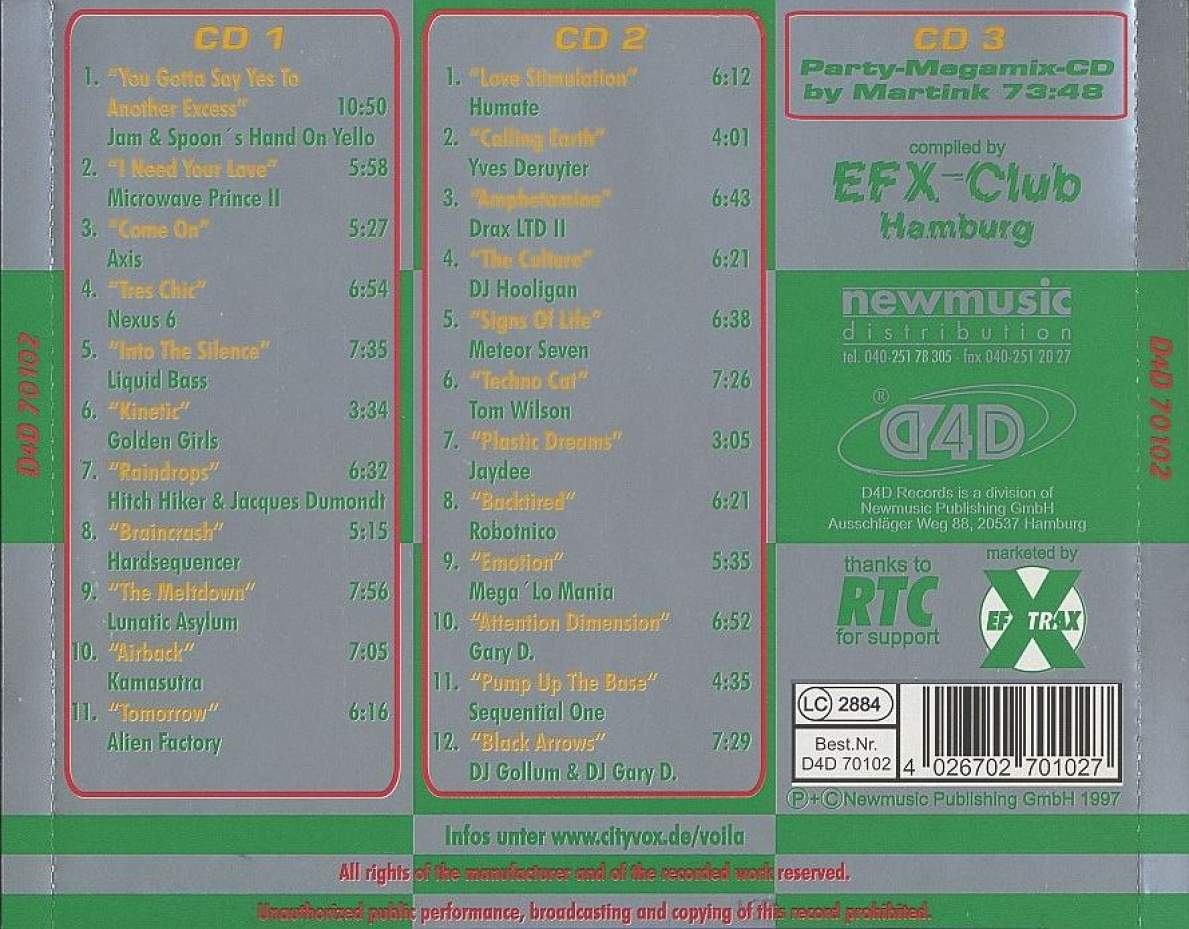 CD 1
1. "You Gotta Say Yes To
Another Excess" 10:50
Jam & Spoon´s Hand On Yello
2. "I Need Your Love" 5:58
Microwave Prince II
3. "Come On" 5:27
Axis
4. "Tres Chic" 6:54
Nexus 6
5. "Into The Silence" 7:35
Liquid Bass
6. "Kinetic" 3:34
Golden Girls
7. "Raindrops" 6:32
Hitch Hiker & Jacques Dumondt
8. "Braincrash" 5:15
Hardsequencer
9. "The Meltdown" 7:56
Lunatic Asylum
10. "Airback" 7:05
Kamasutra
11. "Tomorrow" 6:16
Alien Factory
CD 2
1. "Love Stimulation" 6:12
Humate
2. "Calling Earth" 4:01
Yves Deruyter
3. "Amphetamine" 6:43
Drax LTD II
4. "The Culture" 6:21
DJ Hooligan
5. "Signs Of Life" 6:38
Meteor Seven
6. "Techno Cat" 7:26
Tom Wilson
7. "Plastic Dreams" 3:05
Jaydee
8. "Backtired" 6:21
Robotnico
9. "Emotion" 5:35
Mega´Lo Mania
10. "Attention Dimension" 6:52
Gary D.
11. "Pump Up The Base" 4:35
Sequential One
12. "Black Arrows" 7:29
DJ Gollum & DJ Gary D.
CD 3
Party-Megamix-CD
by Martink 73:48
compiled by
EFX-Club
Hamburg
newmusic
distribution
tel. 040-251 78 305 · fax 040-251 20 27
® D4D
D4D Records is a division of
Newmusic Publishing GmbH
Ausschläger Weg 88, 20537 Hamburg
thanks to
RTC
for support
marketed by
EFX TRAX
LC 2884
Best.Nr.
D4D 70102
4 026702 701027
Ⓟ+©Newmusic Publishing GmbH 1997
Infos unter www.cityvox.de/voila
All rights of the manufacturer and of the recorded work reserved.
Unauthorized public performance, broadcasting and copying of this record prohibited.
D4D 70102
D4D 70102